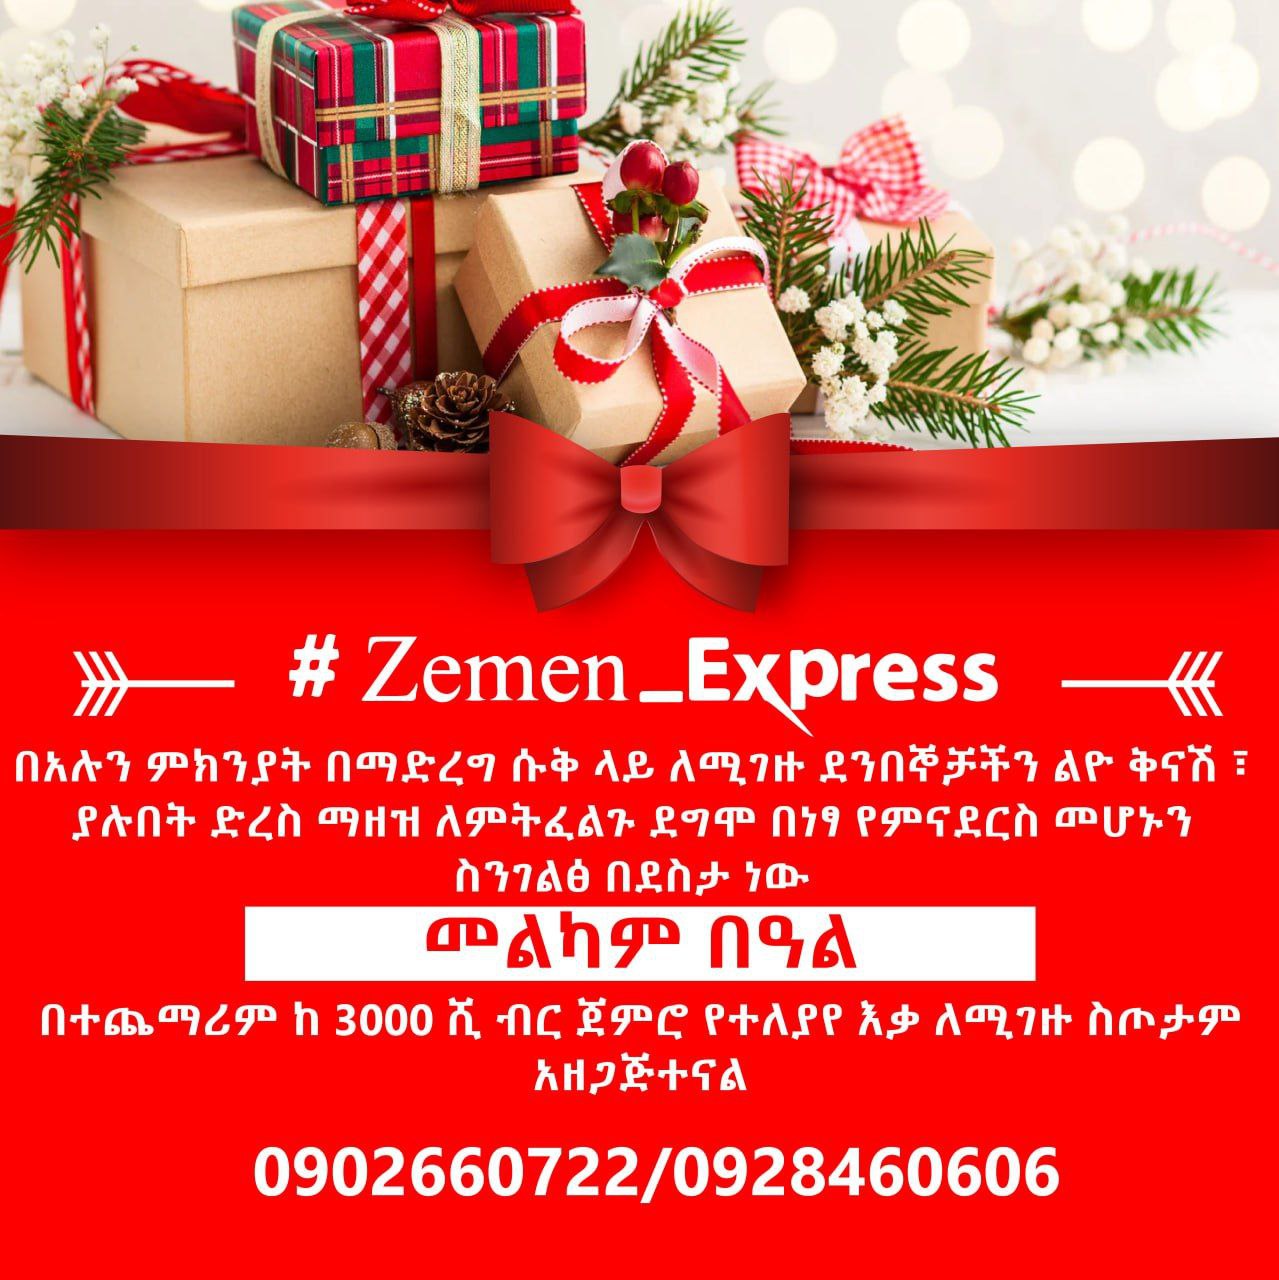 # Zemen_Express
በአሉን ምክንያት በማድረግ ሱቅ ላይ ለሚገዙ ደንበኞቻችን ልዮ ቅናሽ ፣
ያሉበት ድረስ ማዘዝ ለምትፈልጉ ደግሞ በነፃ የምናደርስ መሆኑን
ስንገልፅ በደስታ ነው
መልካም በዓል
በተጨማሪም ከ 3000 ሺ ብር ጀምሮ የተለያየ እቃ ለሚገዙ ስጦታም
አዘጋጅተናል
0902660722/0928460606